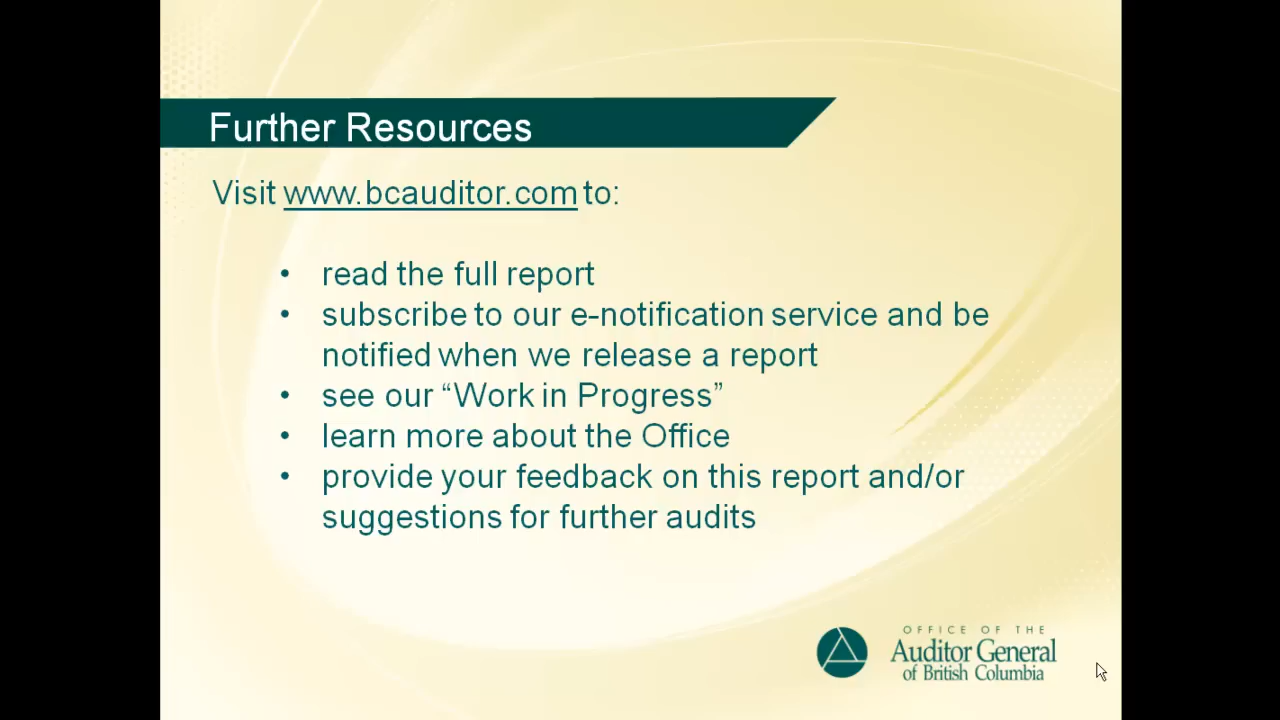 Further Resources
Visit www.bcauditor.com to:
• read the full report
• subscribe to our e-notification service and be
notified when we release a report
• see our “Work in Progress”
• learn more about the Office
• provide your feedback on this report and/or
suggestions for further audits
OFFICE OF THE
Auditor General
of British Columbia